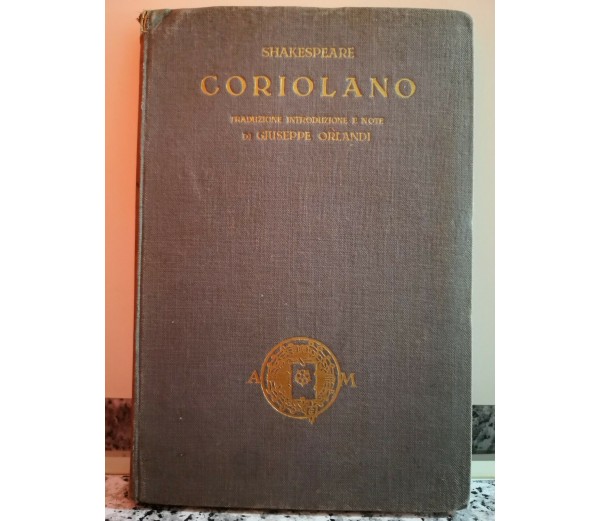 SHAKESPEARE
CORIOLANO
TRADUZIONE INTRODUZIONE E NOTE
DI GIUSEPPE ORLANDI
A M